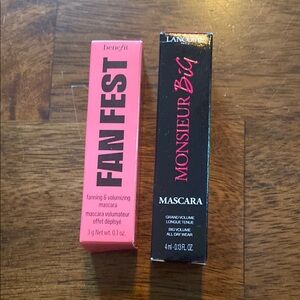 benefit
FAN FEST
fanning & volumizing
mascara
mascara volumateur
effet déployé
3 g Net wt. 0.1 oz.
LANCÔME
MONSIEUR BIG
MASCARA
GRAND VOLUME
LONGUE TENUE
BIG VOLUME
ALL DAY WEAR
4 ml-0.13 FL. OZ.